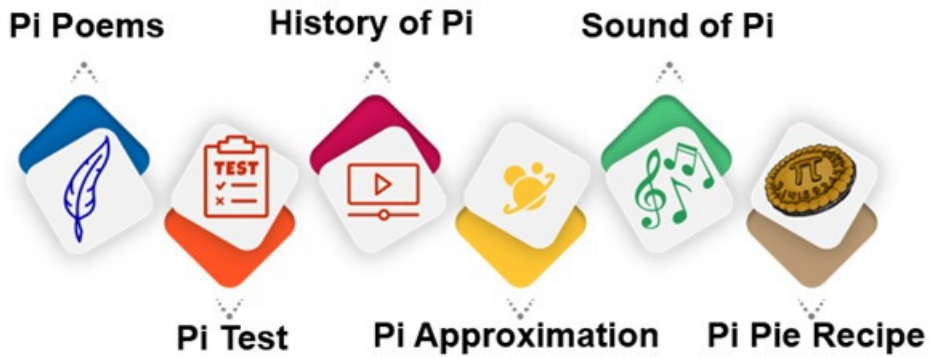 Pi Poems
History of Pi
Sound of Pi
TEST
π
Pi Test
Pi Approximation
Pi Pie Recipe